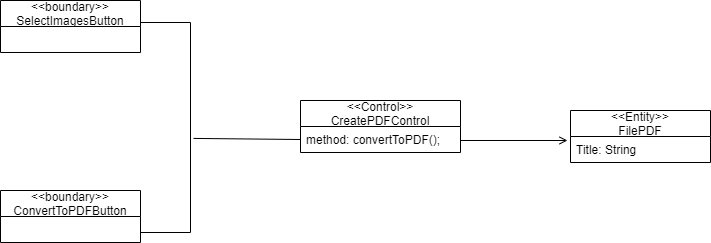 <<boundary>>
SelectImagesButton
<<Control>>
CreatePDFControl
method: convertToPDF();
<<Entity>>
FilePDF
Title: String
<<boundary>>
ConvertToPDFButton